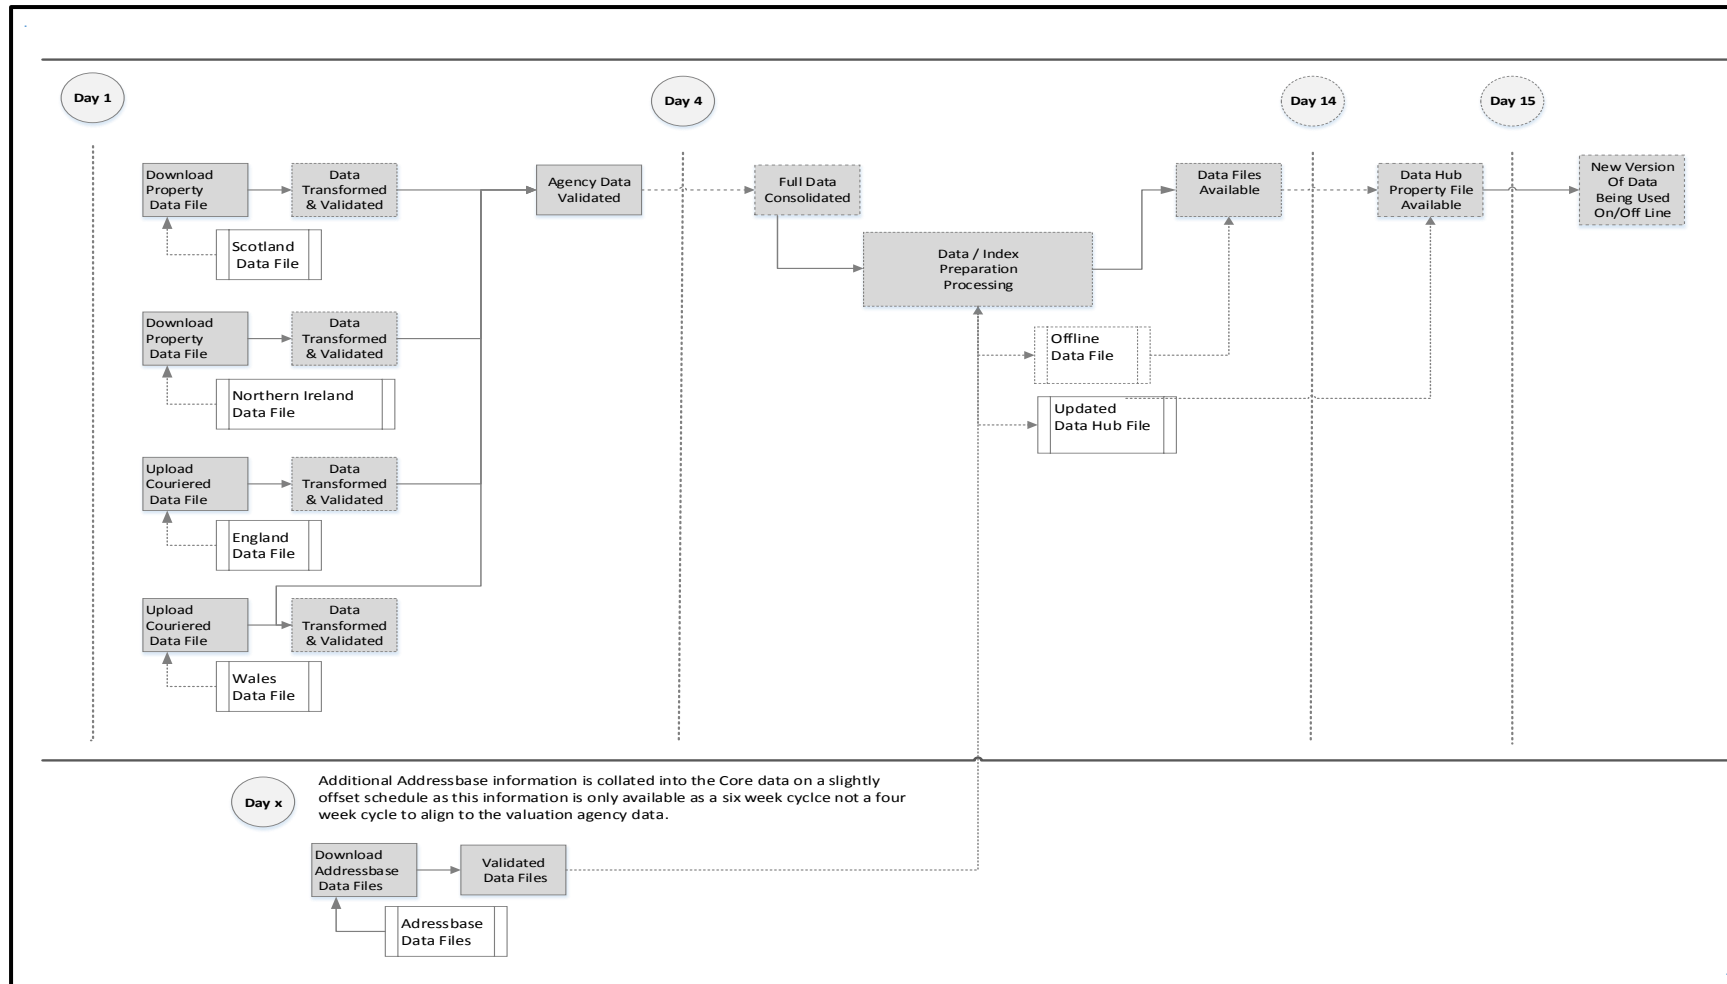 Day 1
Day 4
Day 14
Day 15
Download
Property
Data File
Data
Transformed
& Validated
Agency Data
Validated
Full Data
Consolidated
Data Files
Available
Data Hub
Property File
Available
New Version
Of Data
Being Used
On/Off Line
Scotland
Data File
Data / Index
Preparation
Processing
Download
Property
Data File
Data
Transformed
& Validated
Offline
Data File
Northern Ireland
Data File
Updated
Data Hub File
Upload
Couriered
Data File
Data
Transformed
& Validated
England
Data File
Upload
Couriered
Data File
Data
Transformed
& Validated
Wales
Data File
Day x
Additional Addressbase information is collated into the Core data on a slightly
offset schedule as this information is only available as a six week cyclce not a four
week cycle to align to the valuation agency data.
Download
Addressbase
Data Files
Validated
Data Files
Adressbase
Data Files